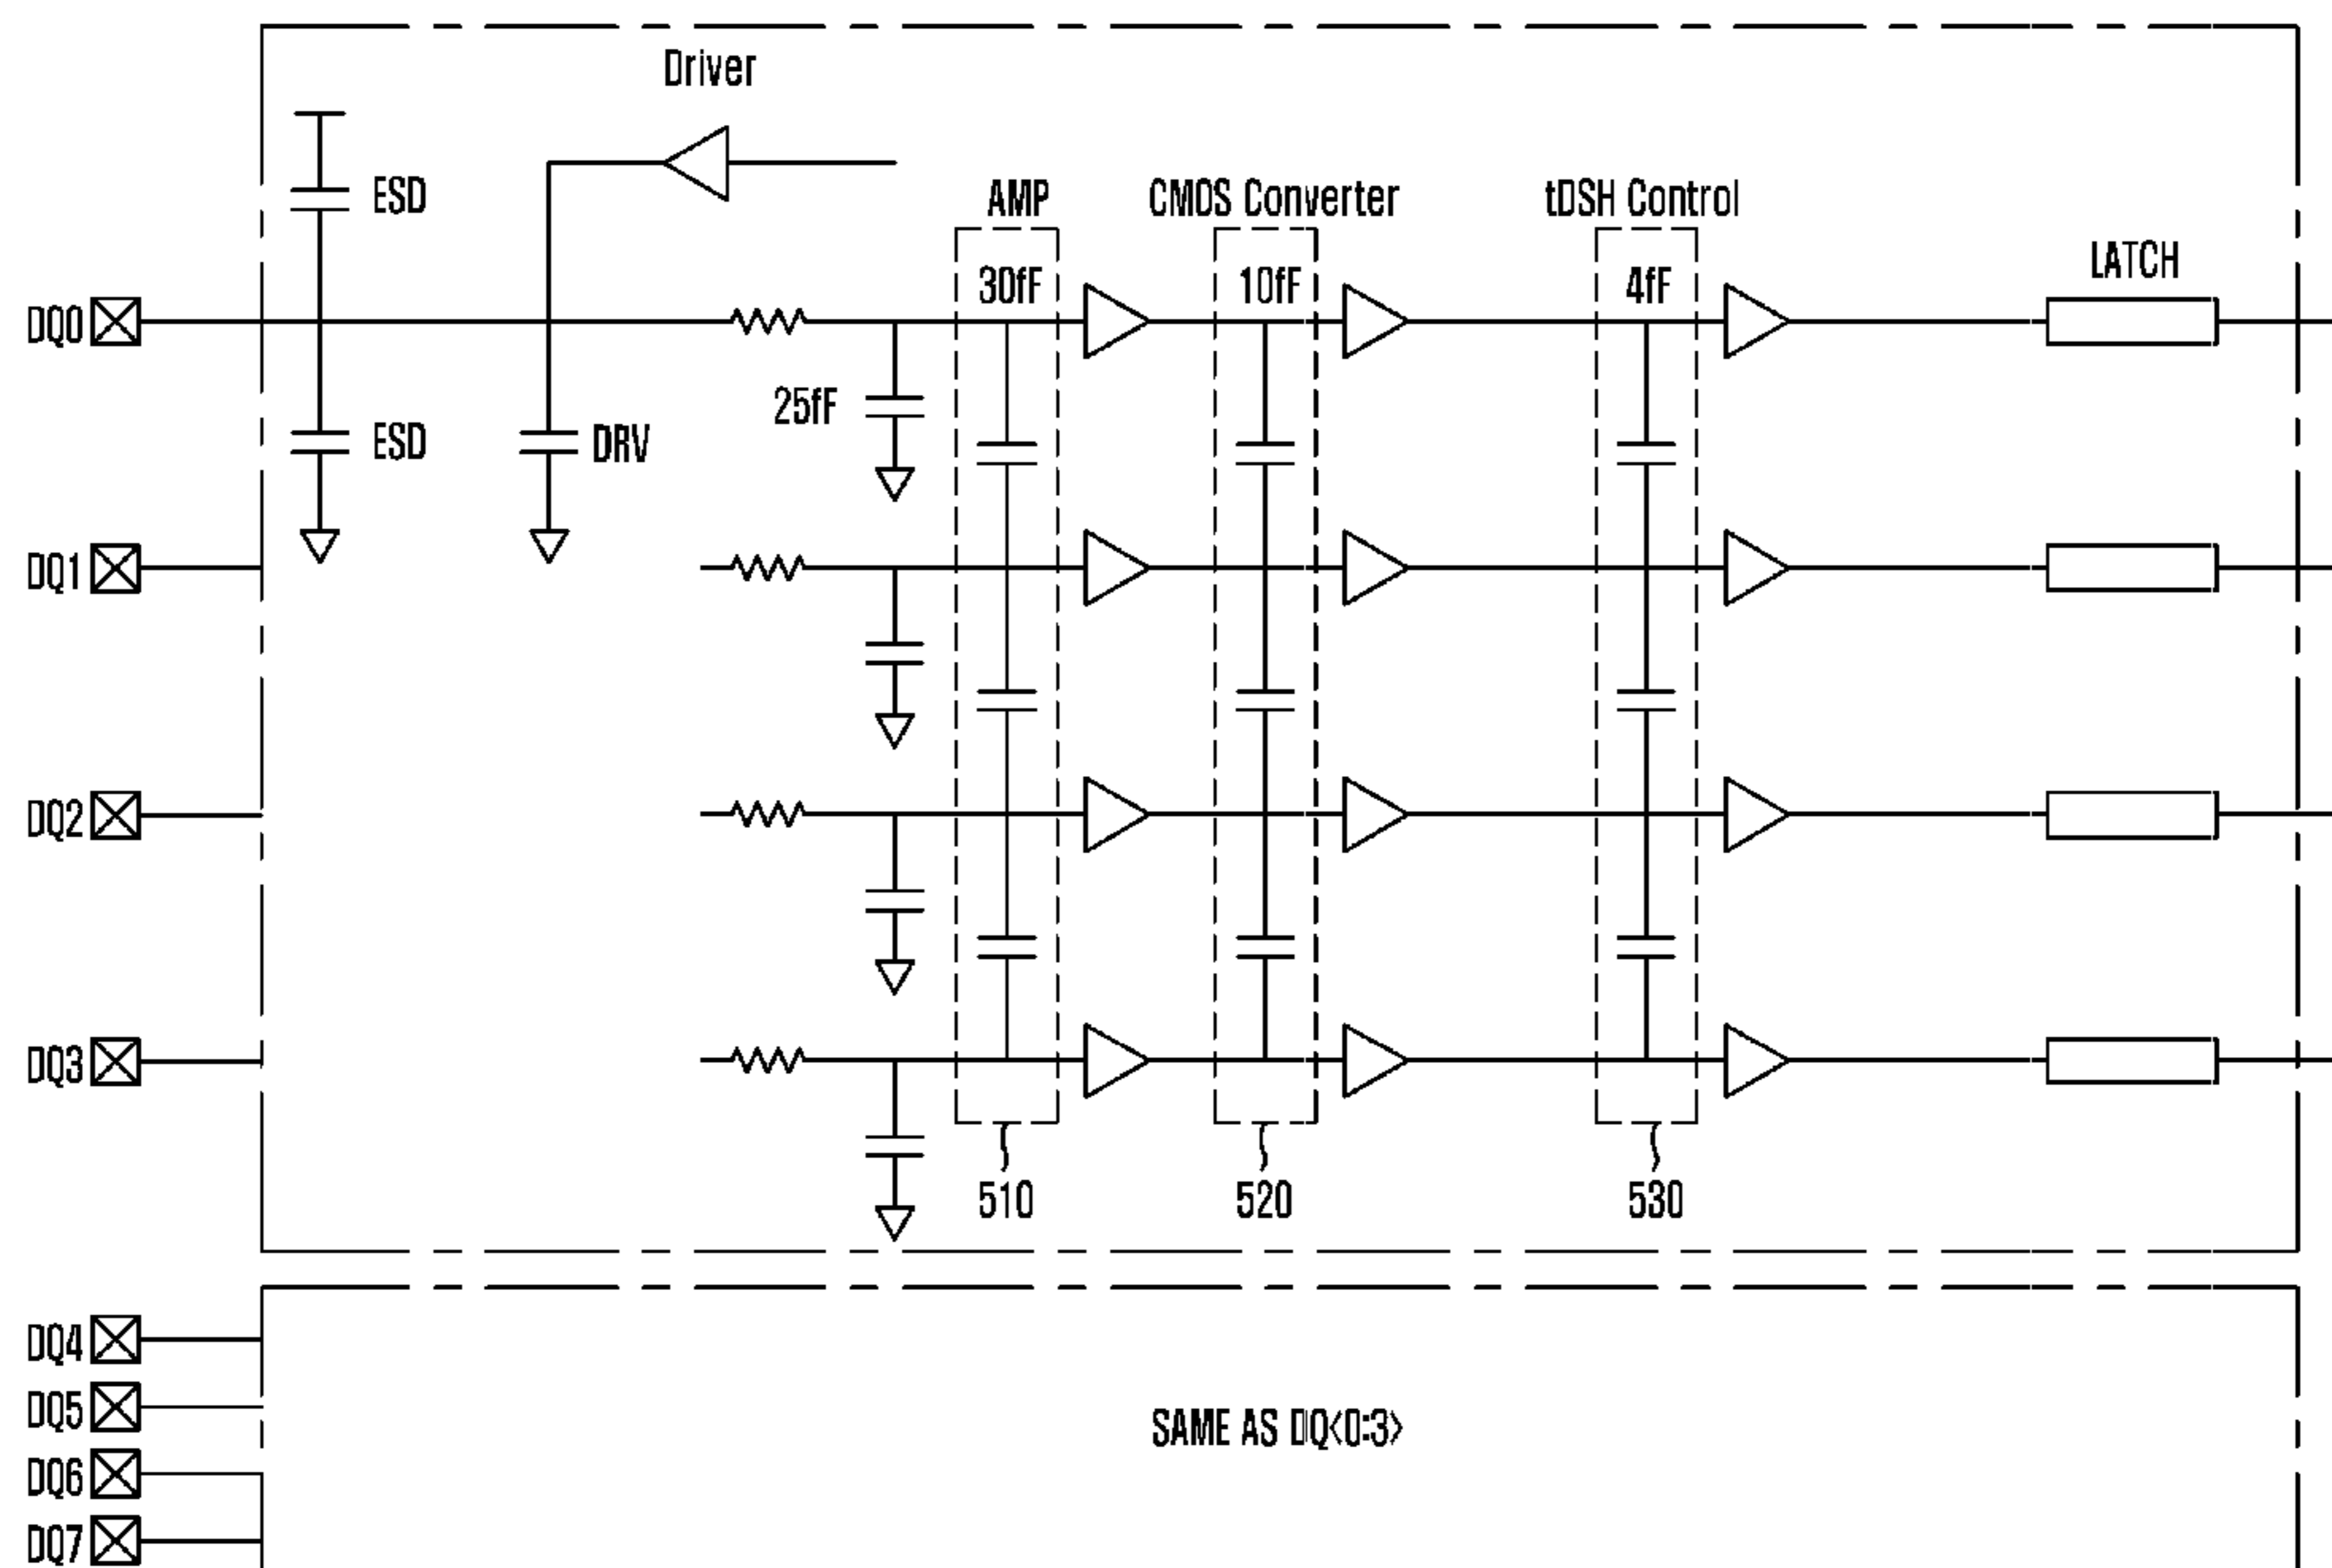 Driver
ESD
AMP
CMOS Converter
tDSH Control
LATCH
30fF
10fF
4fF
DQ0
25fF
ESD
DRV
DQ1
DQ2
DQ3
510
520
530
DQ4
DQ5
SAME AS DQ<0:3>
DQ6
DQ7